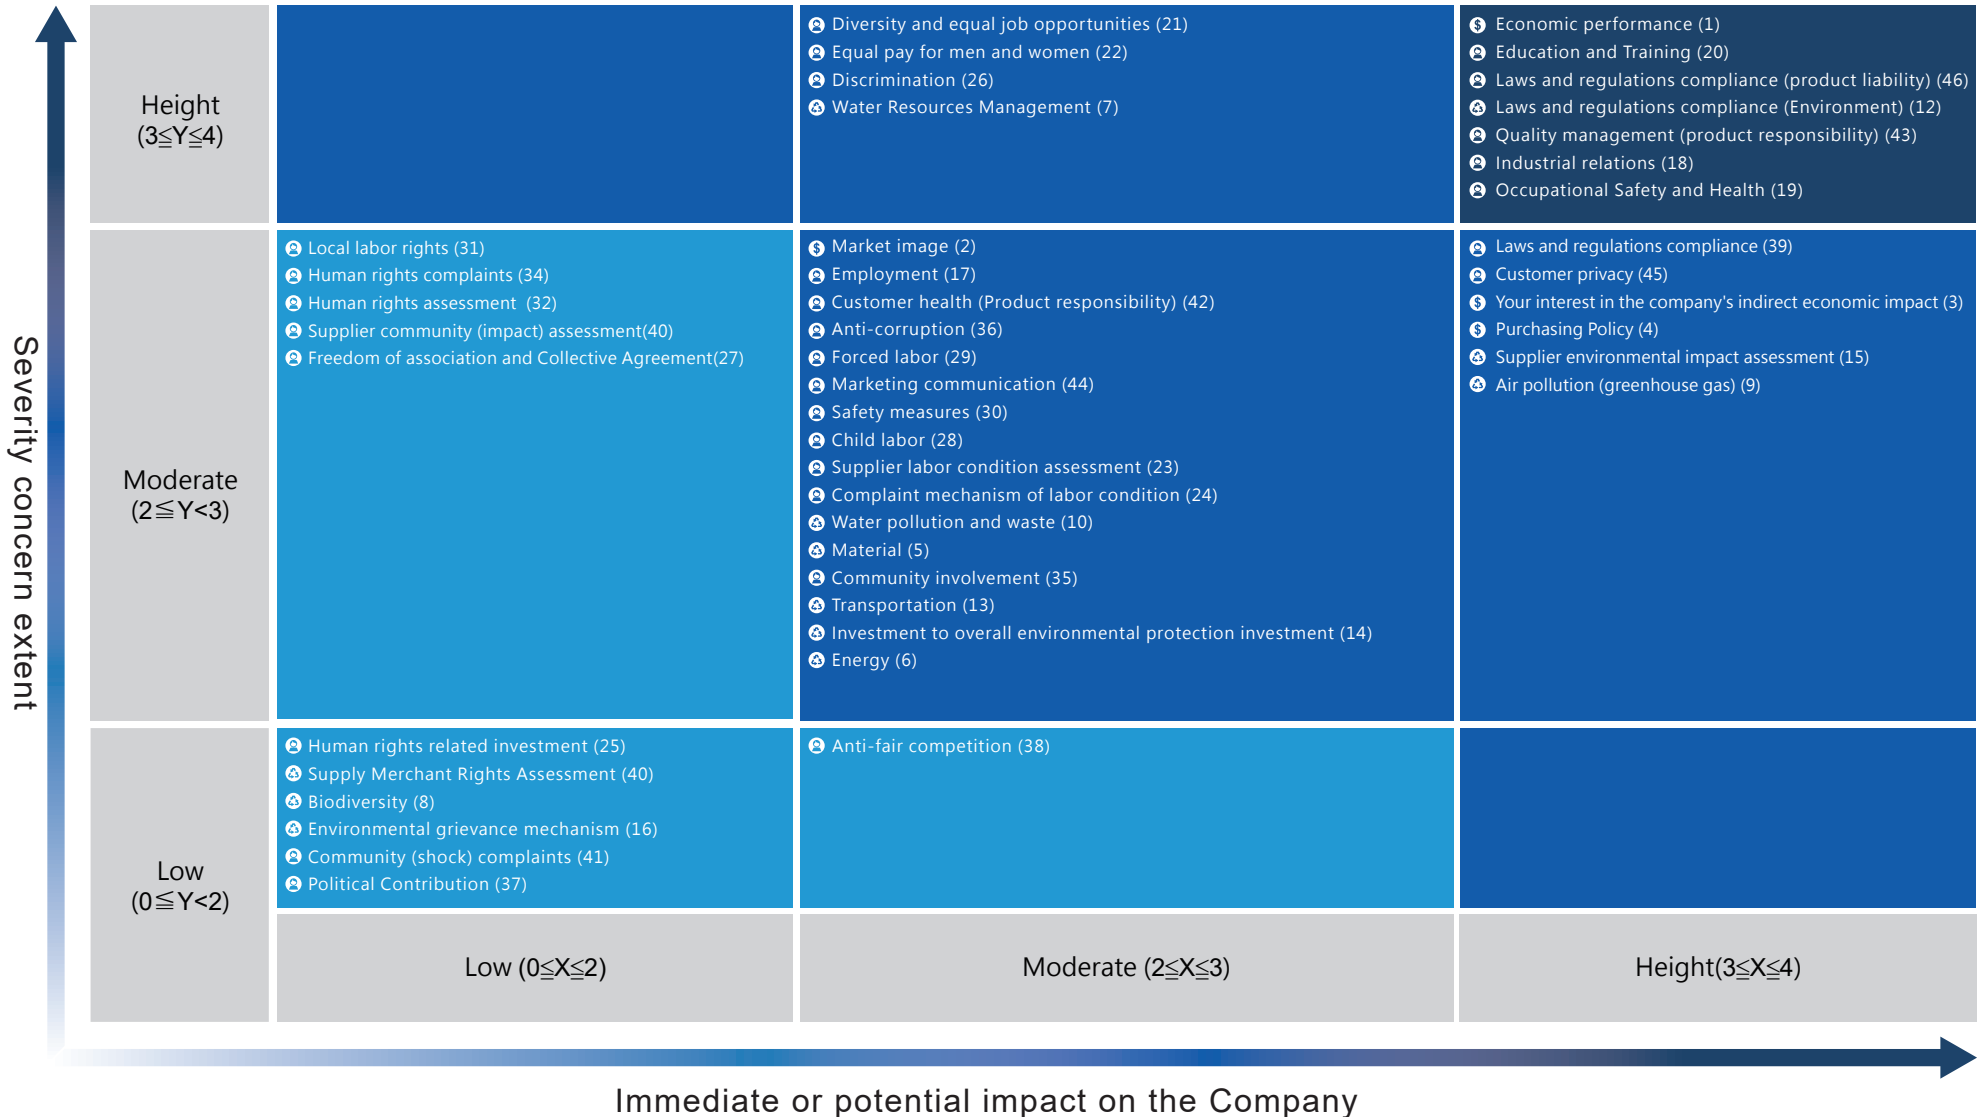 Severity concern extent
Height
(3≦Y≦4)
Diversity and equal job opportunities (21)
Equal pay for men and women (22)
Discrimination (26)
Water Resources Management (7)
Economic performance (1)
Education and Training (20)
Laws and regulations compliance (product liability) (46)
Laws and regulations compliance (Environment) (12)
Quality management (product responsibility) (43)
Industrial relations (18)
Occupational Safety and Health (19)
Moderate
(2≦Y<3)
Local labor rights (31)
Human rights complaints (34)
Human rights assessment (32)
Supplier community (impact) assessment(40)
Freedom of association and Collective Agreement(27)
Market image (2)
Employment (17)
Customer health (Product responsibility) (42)
Anti-corruption (36)
Forced labor (29)
Marketing communication (44)
Safety measures (30)
Child labor (28)
Supplier labor condition assessment (23)
Complaint mechanism of labor condition (24)
Water pollution and waste (10)
Material (5)
Community involvement (35)
Transportation (13)
Investment to overall environmental protection investment (14)
Energy (6)
Laws and regulations compliance (39)
Customer privacy (45)
Your interest in the company's indirect economic impact (3)
Purchasing Policy (4)
Supplier environmental impact assessment (15)
Air pollution (greenhouse gas) (9)
Low
(0≦Y<2)
Human rights related investment (25)
Supply Merchant Rights Assessment (40)
Biodiversity (8)
Environmental grievance mechanism (16)
Community (shock) complaints (41)
Political Contribution (37)
Anti-fair competition (38)
Low (0≦X≦2)
Moderate (2≦X≦3)
Height(3≦X≦4)
Immediate or potential impact on the Company